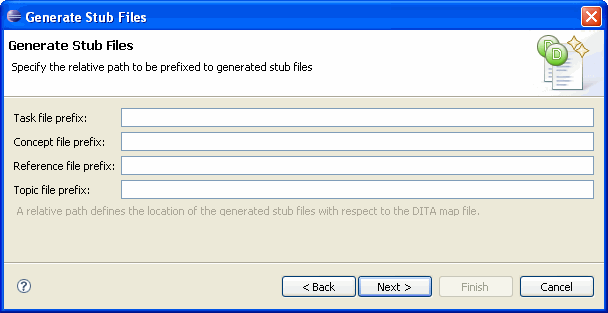 Generate Stub Files
Generate Stub Files
Specify the relative path to be prefixed to generated stub files
D
D
Task file prefix:
Concept file prefix:
Reference file prefix:
Topic file prefix:
A relative path defines the location of the generated stub files with respect to the DITA map file.
? < Back Next > Finish Cancel